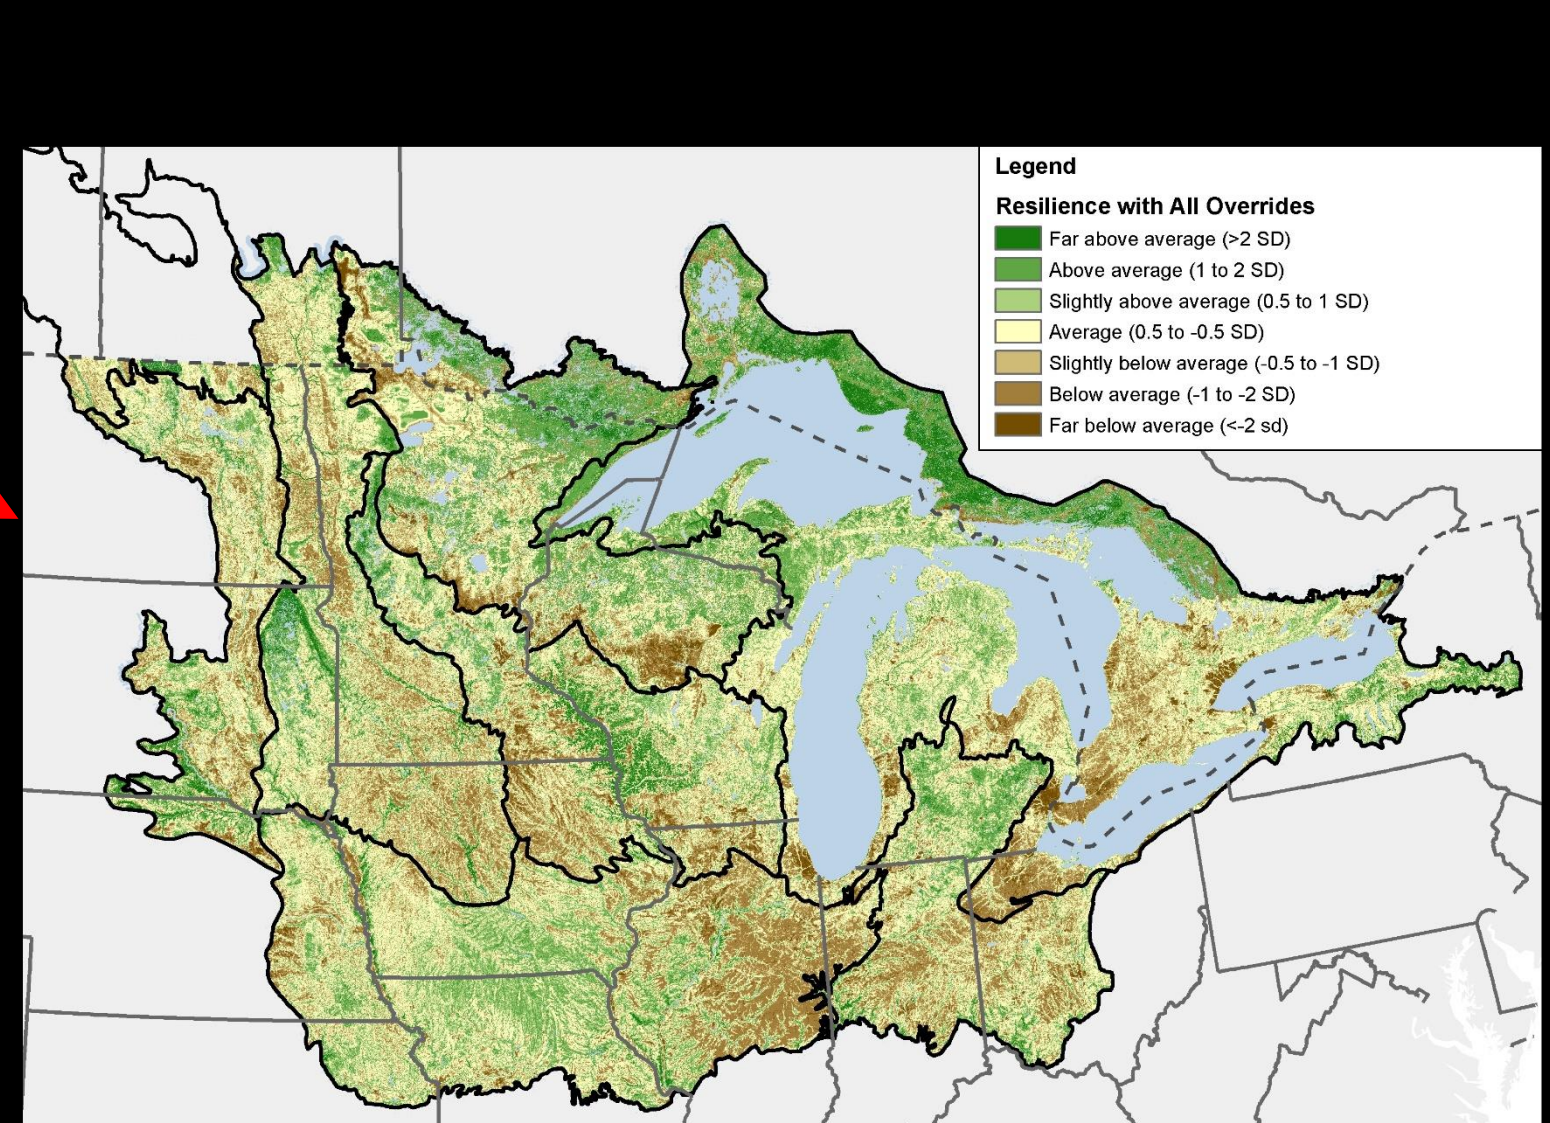 Legend
Resilience with All Overrides
Far above average (>2 SD)
Above average (1 to 2 SD)
Slightly above average (0.5 to 1 SD)
Average (0.5 to -0.5 SD)
Slightly below average (-0.5 to -1 SD)
Below average (-1 to -2 SD)
Far below average (<-2 sd)